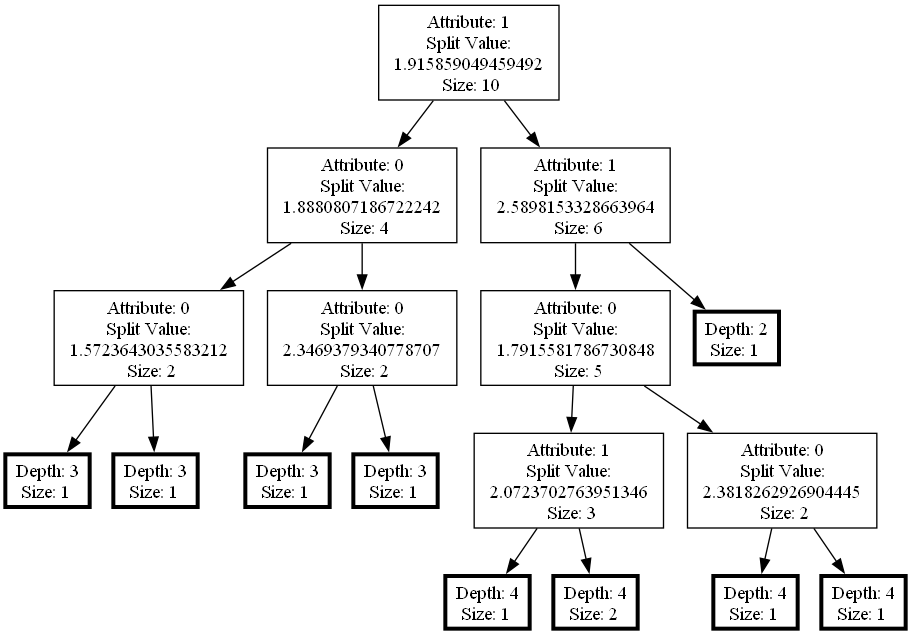 Attribute: 1
Split Value:
1.915859049459492
Size: 10
Attribute: 0
Split Value:
1.8880807186722242
Size: 4
Attribute: 1
Split Value:
2.5898153328663964
Size: 6
Attribute: 0
Split Value:
1.5723643035583212
Size: 2
Attribute: 0
Split Value:
2.3469379340778707
Size: 2
Attribute: 0
Split Value:
1.7915581786730848
Size: 5
Depth: 2
Size: 1
Depth: 3
Size: 1
Depth: 3
Size: 1
Depth: 3
Size: 1
Depth: 3
Size: 1
Attribute: 1
Split Value:
2.0723702763951346
Size: 3
Attribute: 0
Split Value:
2.3818262926904445
Size: 2
Depth: 4
Size: 1
Depth: 4
Size: 2
Depth: 4
Size: 1
Depth: 4
Size: 1